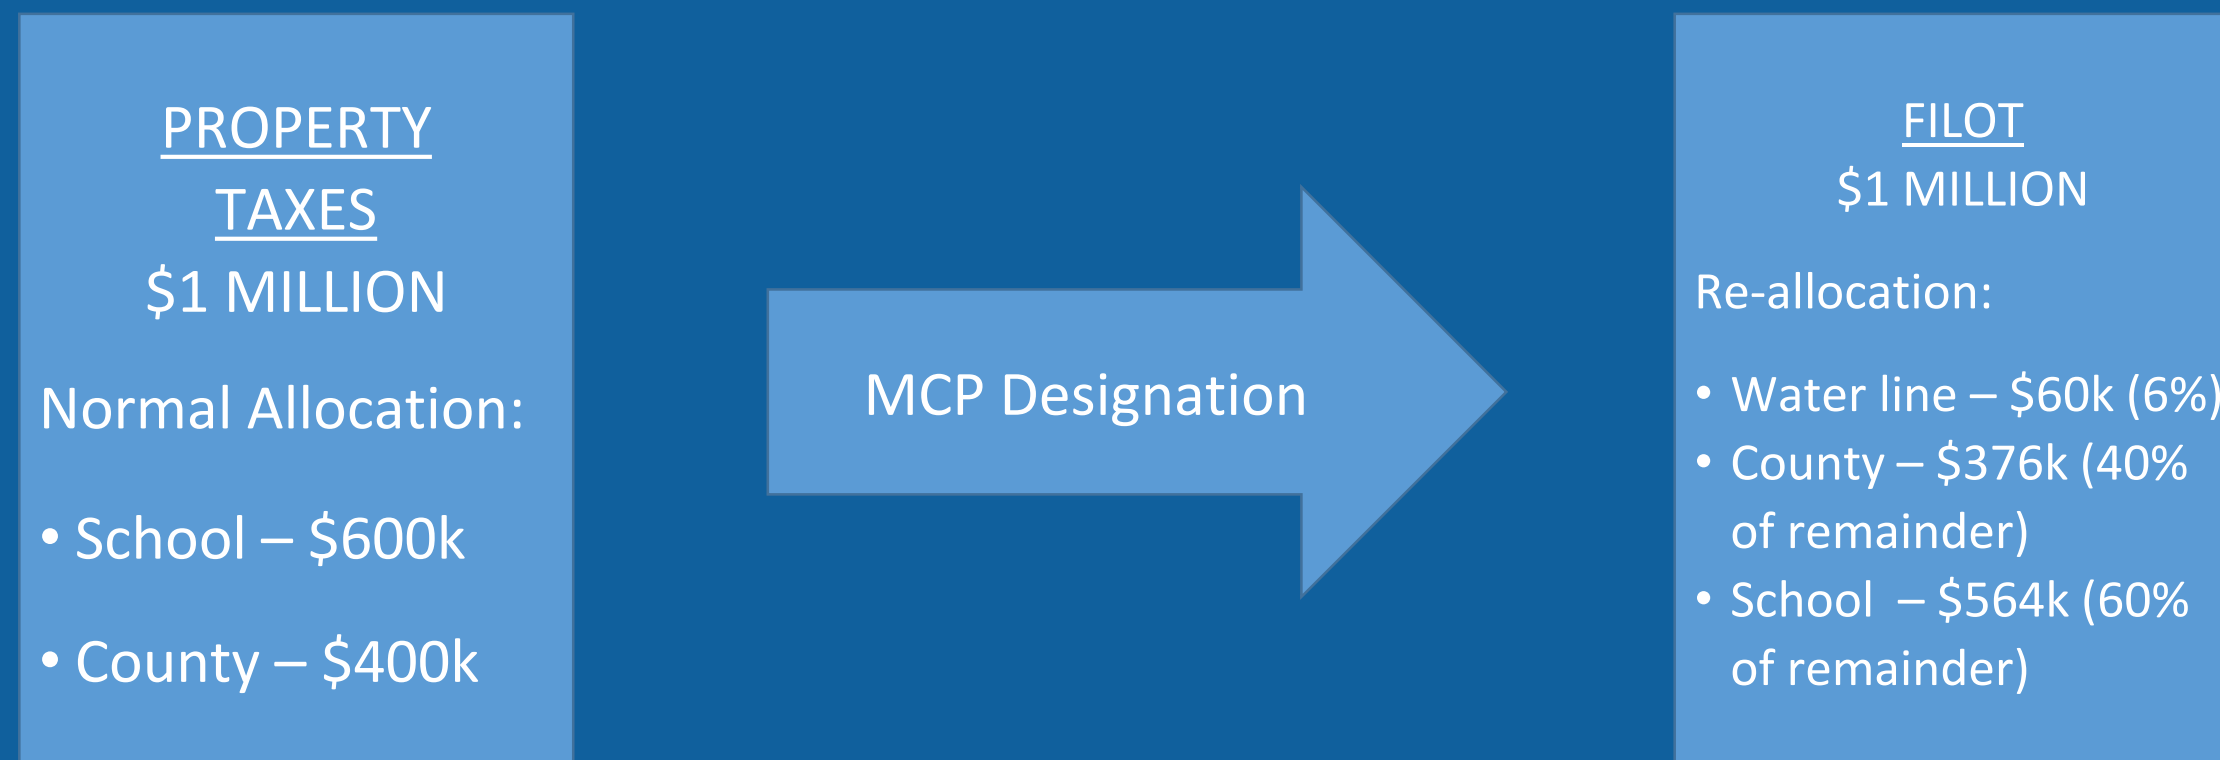 PROPERTY
TAXES
$1 MILLION
Normal Allocation:
• School – $600k
• County – $400k
MCP Designation
FILOT
$1 MILLION
Re-allocation:
• Water line – $60k (6%)
• County – $376k (40%
of remainder)
• School – $564k (60%
of remainder)